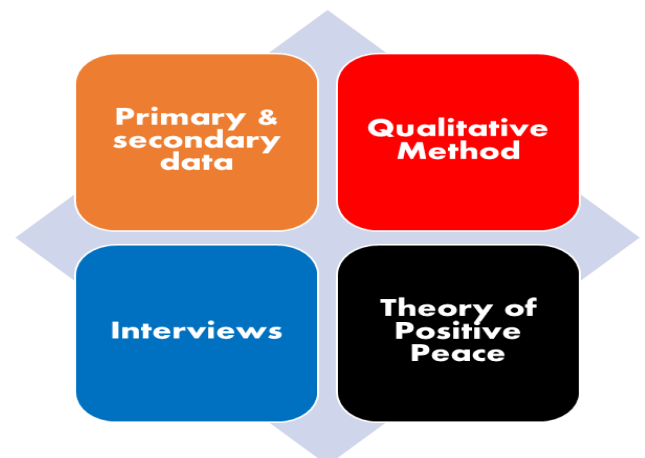 Primary &
secondary
data
Qualitative
Method
Interviews
Theory of
Positive
Peace